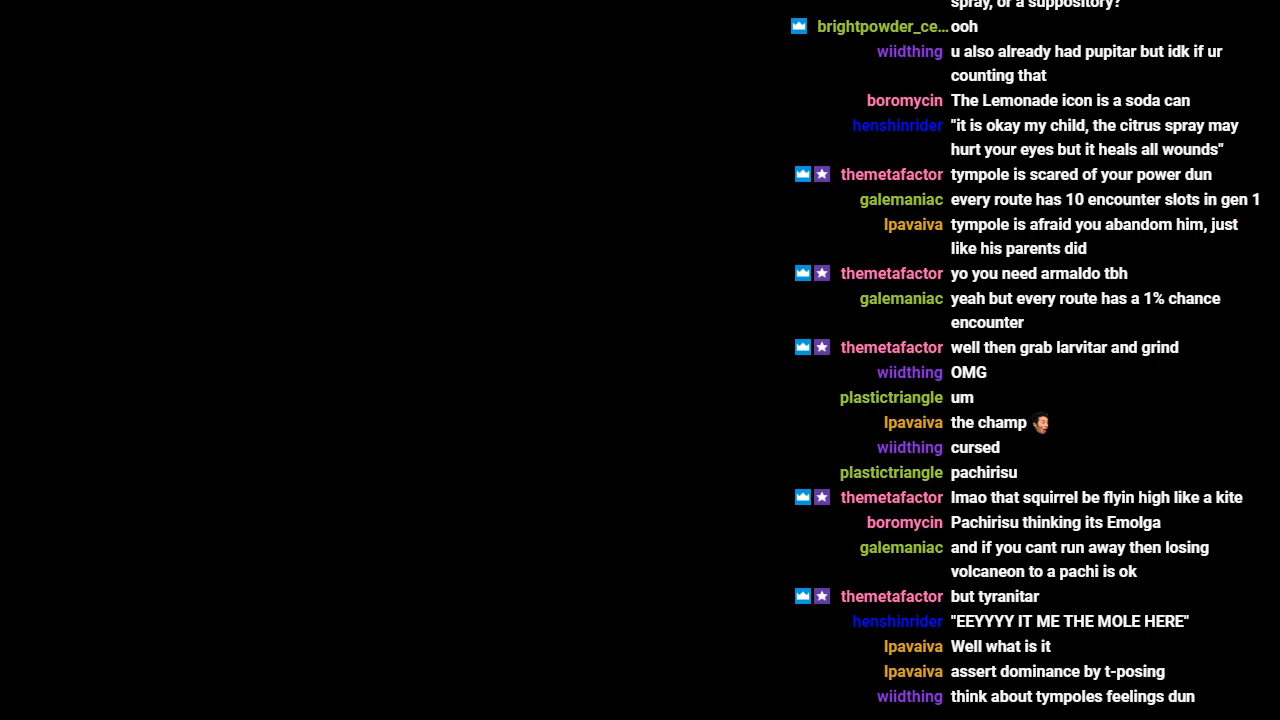 spray, or a suppository?
brightpowder_ce... ooh
wiidthing u also already had pupitar but idk if ur
counting that
boromycin The Lemonade icon is a soda can
henshinrider "it is okay my child, the citrus spray may
hurt your eyes but it heals all wounds"
themetafactor tympole is scared of your power dun
galemaniac every route has 10 encounter slots in gen 1
lpavaiva tympole is afraid you abandom him, just
like his parents did
themetafactor yo you need armaldo tbh
galemaniac yeah but every route has a 1% chance
encounter
themetafactor well then grab larvitar and grind
wiidthing OMG
plastictriangle um
lpavaiva the champ
wiidthing cursed
plastictriangle pachirisu
themetafactor lmao that squirrel be flyin high like a kite
boromycin Pachirisu thinking its Emolga
galemaniac and if you cant run away then losing
volcaneon to a pachi is ok
themetafactor but tyranitar
henshinrider "EEYYYY IT ME THE MOLE HERE"
lpavaiva Well what is it
lpavaiva assert dominance by t-posing
wiidthing think about tympoles feelings dun